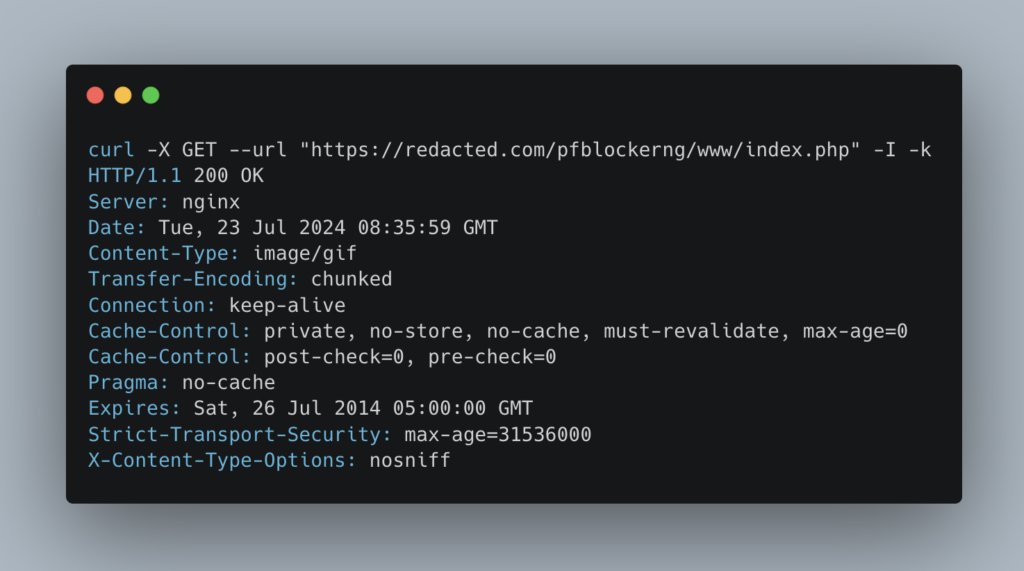 curl -X GET --url "https://redacted.com/pfblockerng/www/index.php" -I -k
HTTP/1.1 200 OK
Server: nginx
Date: Tue, 23 Jul 2024 08:35:59 GMT
Content-Type: image/gif
Transfer-Encoding: chunked
Connection: keep-alive
Cache-Control: private, no-store, no-cache, must-revalidate, max-age=0
Cache-Control: post-check=0, pre-check=0
Pragma: no-cache
Expires: Sat, 26 Jul 2014 05:00:00 GMT
Strict-Transport-Security: max-age=31536000
X-Content-Type-Options: nosniff